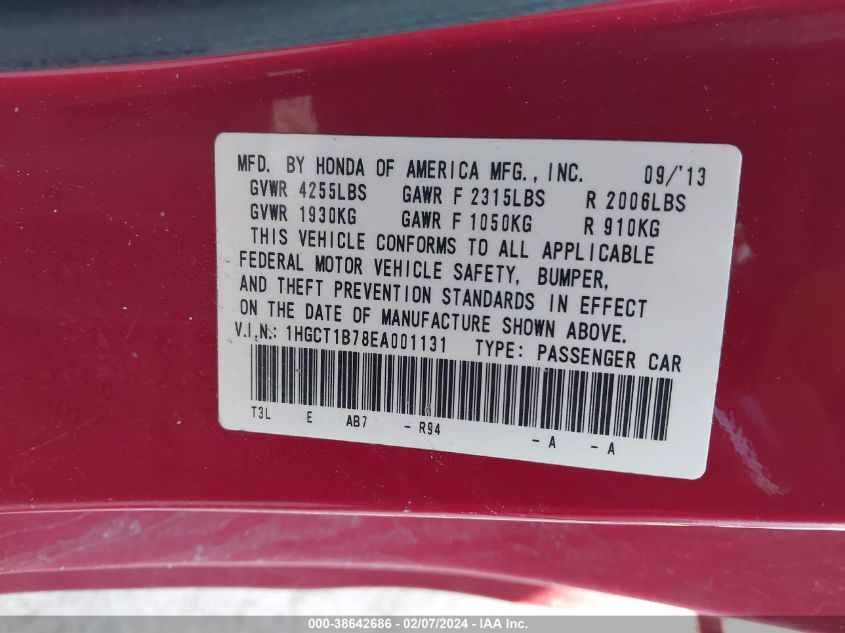 MFD. BY HONDA OF AMERICA MFG., INC. 09/'13
GVWR 4255LBS GAWR F 2315LBS R 2006LBS
GVWR 1930KG GAWR F 1050KG R 910KG
THIS VEHICLE CONFORMS TO ALL APPLICABLE
FEDERAL MOTOR VEHICLE SAFETY, BUMPER,
AND THEFT PREVENTION STANDARDS IN EFFECT
ON THE DATE OF MANUFACTURE SHOWN ABOVE.
V.I.N.: 1HGCT1B78EA001131 TYPE: PASSENGER CAR
T3L E AB7 - R94 - A - A
000-38642686 - 02/07/2024 - IAA Inc.